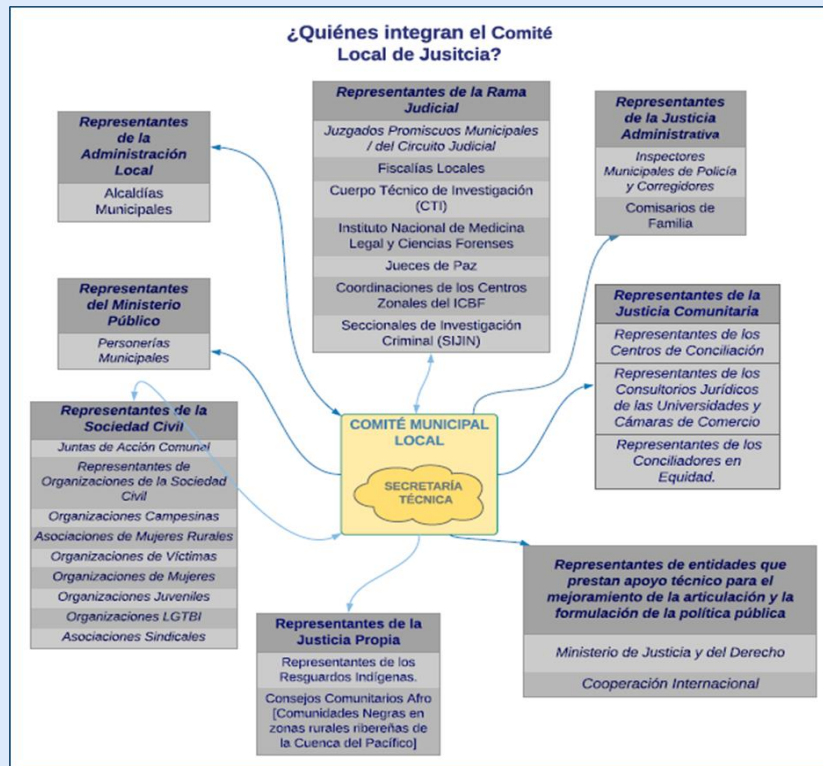 ¿Quiénes integran el Comité
Local de Jusitcia?
Representantes
de la
Administración
Local
Alcaldías
Municipales
Representantes de la Rama
Judicial
Juzgados Promiscuos Municipales
/ del Circuito Judicial
Fiscalías Locales
Cuerpo Técnico de Investigación
(CTI)
Instituto Nacional de Medicina
Legal y Ciencias Forenses
Jueces de Paz
Coordinaciones de los Centros
Zonales del ICBF
Seccionales de Investigación
Criminal (SIJIN)
Representantes
de la Justicia
Administrativa
Inspectores
Municipales de Policía
y Corregidores
Comisarios de
Familia
Representantes
del Ministerio
Público
Personerías
Municipales
Representantes de la
Justicia Comunitaria
Representantes de los
Centros de Conciliación
Representantes de los
Consultorios Jurídicos
de las Universidades y
Cámaras de Comercio
Representantes de los
Conciliadores en
Equidad.
Representantes de la
Sociedad Civil
Juntas de Acción Comunal
Representantes de
Organizaciones de la Sociedad
Civil
Organizaciones Campesinas
Asociaciones de Mujeres Rurales
Organizaciones de Víctimas
Organizaciones de Mujeres
Organizaciones Juveniles
Organizaciones LGTBI
Asociaciones Sindicales
COMITÉ MUNICIPAL
LOCAL
SECRETARÍA
TÉCNICA
Representantes de la
Justicia Propia
Representantes de los
Resguardos Indígenas.
Consejos Comunitarios Afro
[Comunidades Negras en
zonas rurales ribereñas de
la Cuenca del Pacífico]
Representantes de entidades que
prestan apoyo técnico para el
mejoramiento de la articulación y la
formulación de la política pública
Ministerio de Justicia y del Derecho
Cooperación Internacional